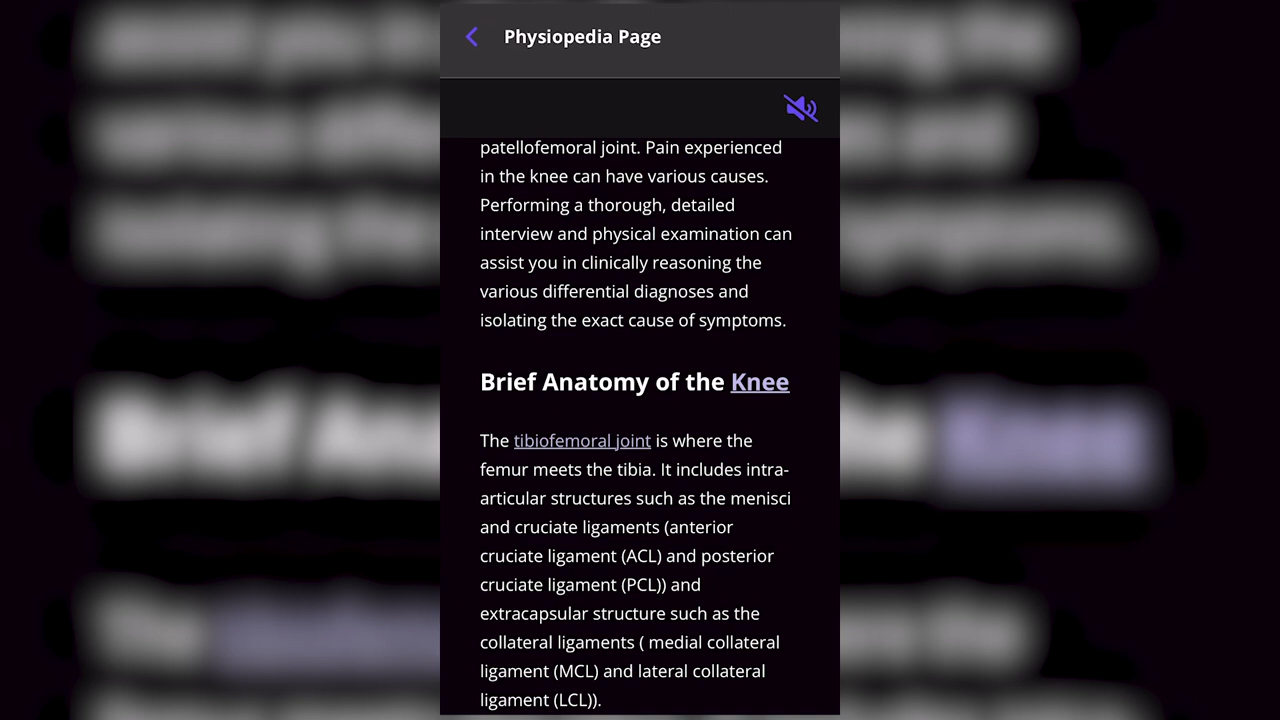 Physiopedia Page
patellofemoral joint. Pain experienced
in the knee can have various causes.
Performing a thorough, detailed
interview and physical examination can
assist you in clinically reasoning the
various differential diagnoses and
isolating the exact cause of symptoms.
Brief Anatomy of the Knee
The tibiofemoral joint is where the
femur meets the tibia. It includes intra-
articular structures such as the menisci
and cruciate ligaments (anterior
cruciate ligament (ACL) and posterior
cruciate ligament (PCL)) and
extracapsular structure such as the
collateral ligaments ( medial collateral
ligament (MCL) and lateral collateral
ligament (LCL)).